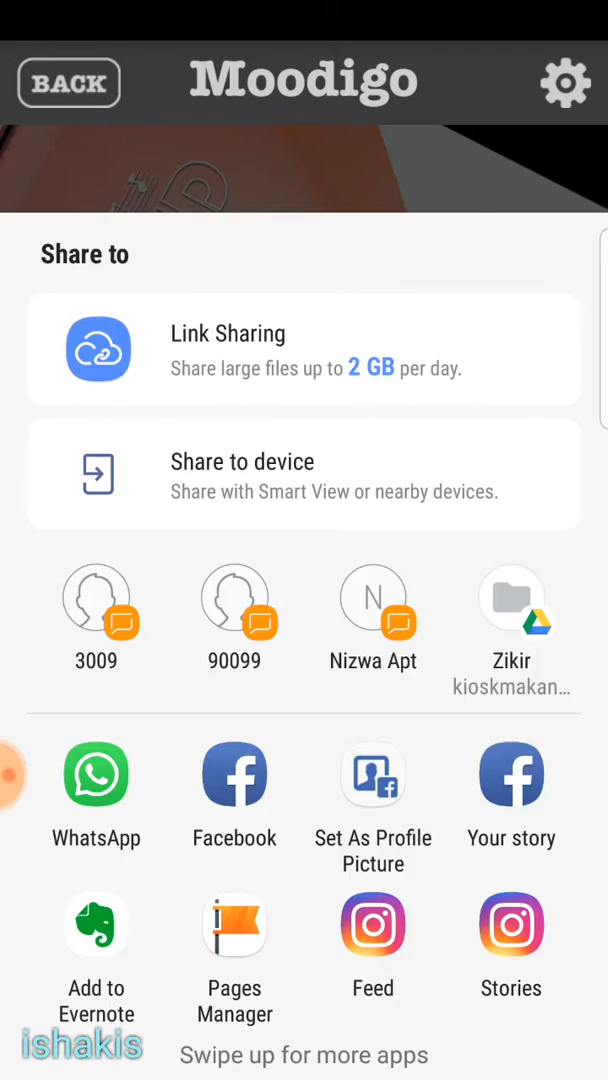 BACK
Moodigo
Share to
Link Sharing
Share large files up to 2 GB per day.
Share to device
Share with Smart View or nearby devices.
3009
90099
N
Nizwa Apt
Zikir
kioskmakan...
WhatsApp
Facebook
Set As Profile
Picture
Your story
Add to
Evernote
Pages
Manager
Feed
Stories
ishakis
Swipe up for more apps